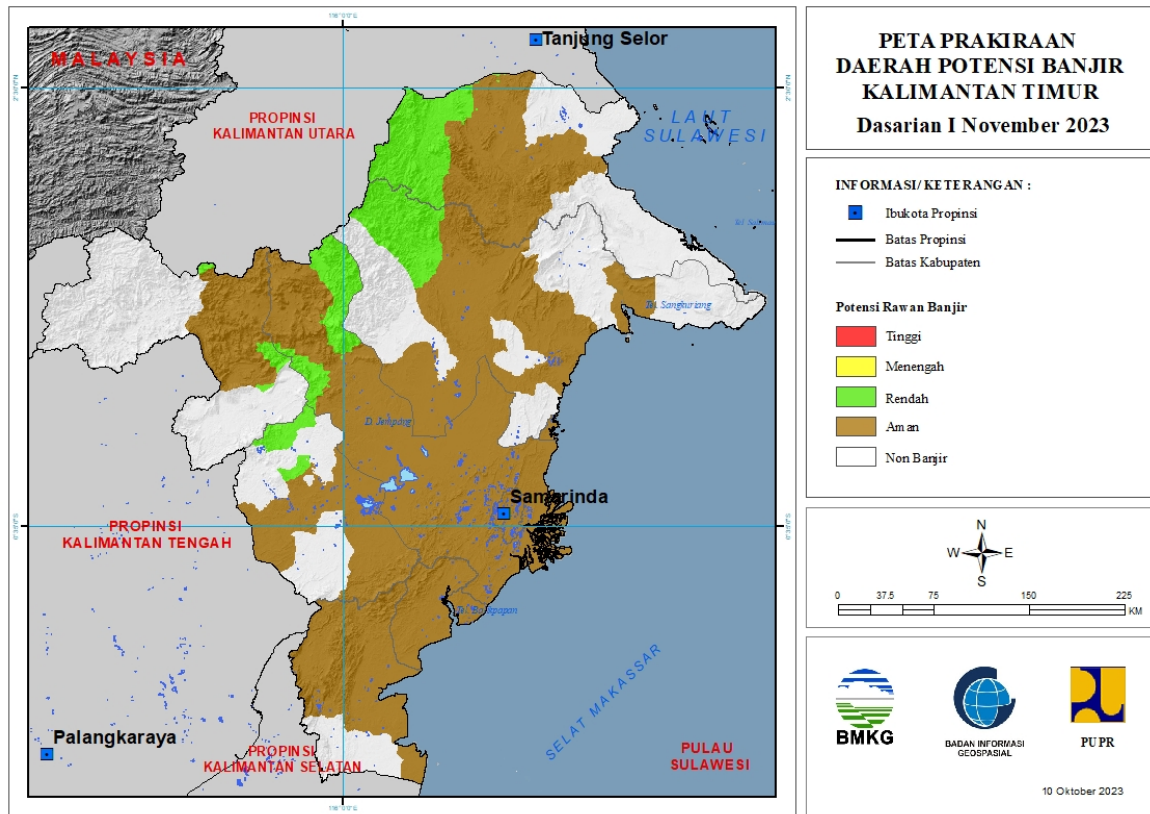 Tanjung Selor
MALAYSIA
PROPINSI
KALIMANTAN UTARA
LAUT
SULAWESI
D. Jempang
Samarinda
PROPINSI
KALIMANTAN TENGAH
SELAT MAKASSAR
Palangkaraya
PROPINSI
KALIMANTAN SELATAN
PULAU
SULAWESI
PETA PRAKIRAAN
DAERAH POTENSI BANJIR
KALIMANTAN TIMUR
Dasarian I November 2023
INFORMASI/ KETERANGAN :
Ibukota Propinsi
Batas Propinsi
Batas Kabupaten
Potensi Rawan Banjir
Tinggi
Menengah
Rendah
Aman
Non Banjir
N
W E
S
0 37.5 75 150 225
KM
BMKG
BADAN INFORMASI
GEOSPASIAL
PUPR
10 Oktober 2023